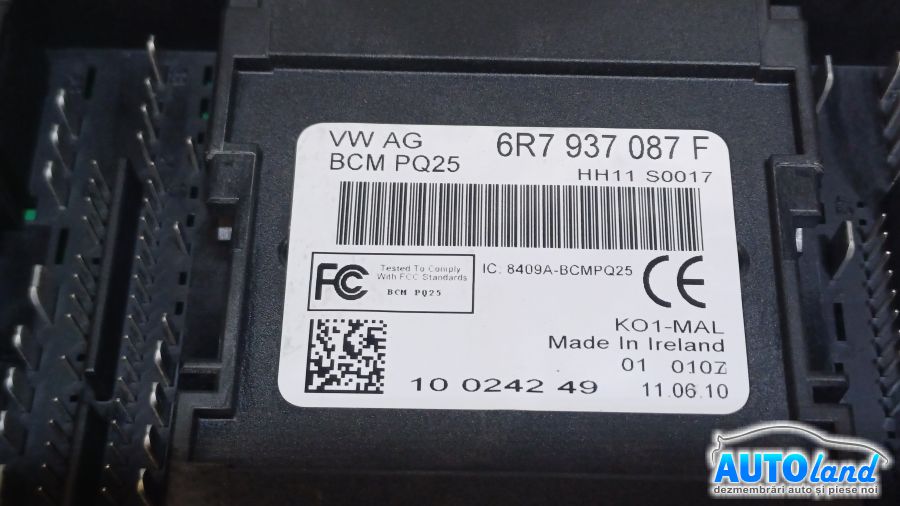 VW AG 6R7 937 087 F
BCM PQ25 HH11 S0017
FC Tested To Comply
With FCC Standards
BCM PQ25
IC. 8409A-BCMPQ25 CE
KO1-MAL
Made In Ireland
01 010Z
10 0242 49 11.06.10
AUTOland
dezmembrări auto și piese noi